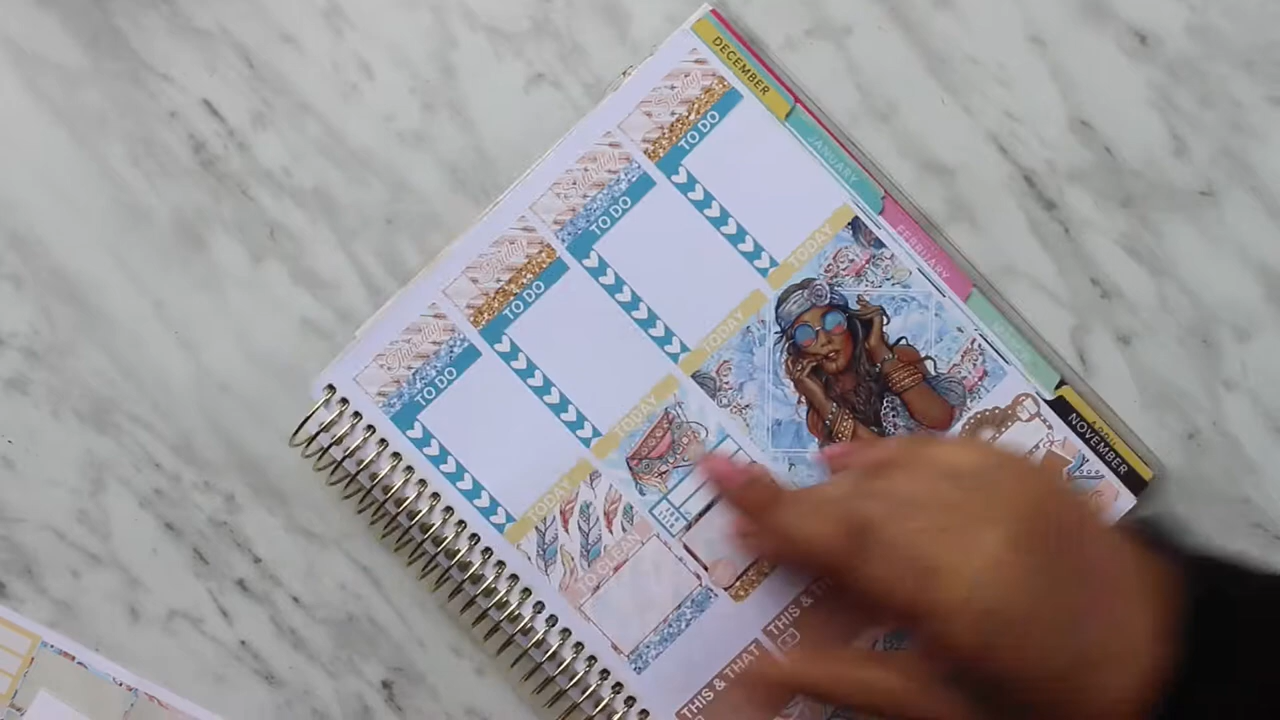 Thursday
Friday
Saturday
Sunday
TO DO
TO DO
TO DO
TO DO
TODAY
TODAY
TODAY
TODAY
TO CLEAN
THIS & THAT
THIS &
DECEMBER
JANUARY
FEBRUARY
APRIL
NOVEMBER